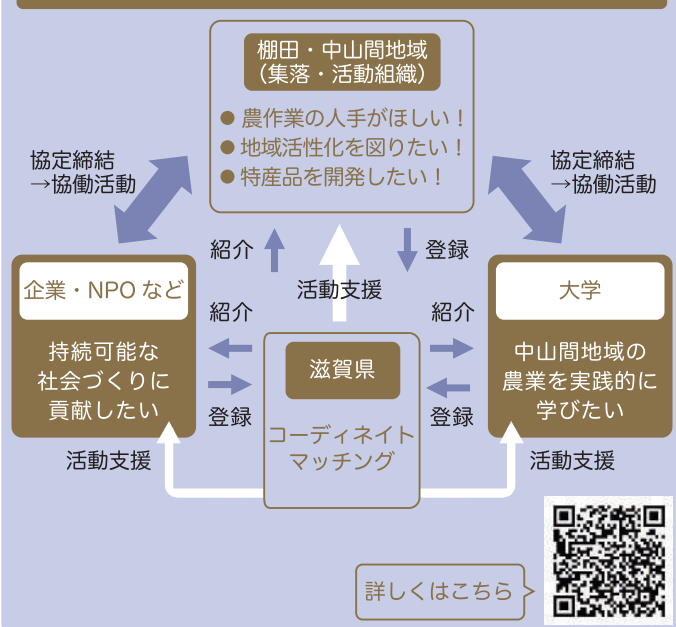 棚田・中山間地域
（集落・活動組織）
● 農作業の人手がほしい！
● 地域活性化を図りたい！
● 特産品を開発したい！
協定締結
→協働活動
協定締結
→協働活動
紹介
登録
活動支援
企業・NPO など
持続可能な
社会づくりに
貢献したい
大学
中山間地域の
農業を実践的に
学びたい
紹介
登録
紹介
登録
滋賀県
コーディネイト
マッチング
活動支援
活動支援
詳しくはこちら